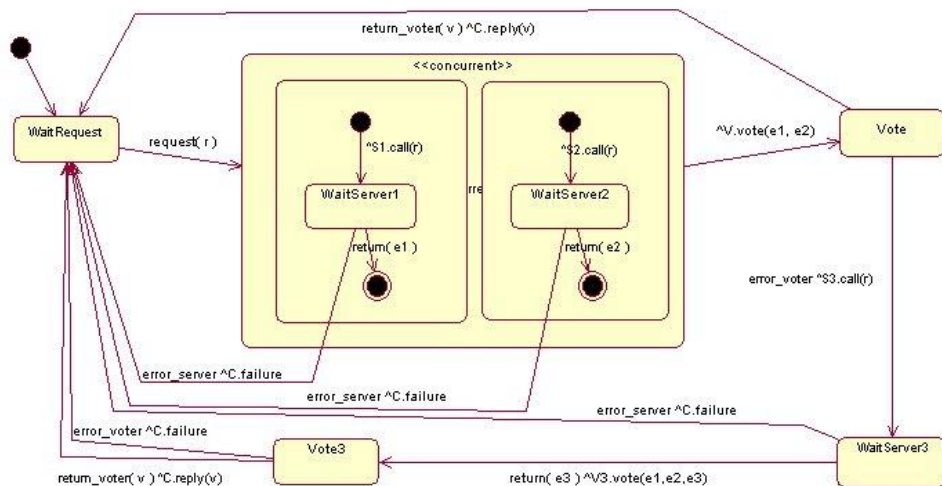 return_voter( v ) ^C.reply(v)
<<concurrent>>
WaitRequest
request( r )
^S1.call(r)
^S2.call(r)
^V.vote(e1, e2)
Vote
WaitServer1
rre
WaitServer2
return( e1 )
return( e2 )
error_voter ^S3.call(r)
error_server ^C.failure
error_server ^C.failure
error_server ^C.failure
error_voter ^C.failure
Vote3
WaitServer3
return_voter( v ) ^C.reply(v)
return( e3 ) ^V3.vote(e1,e2,e3)